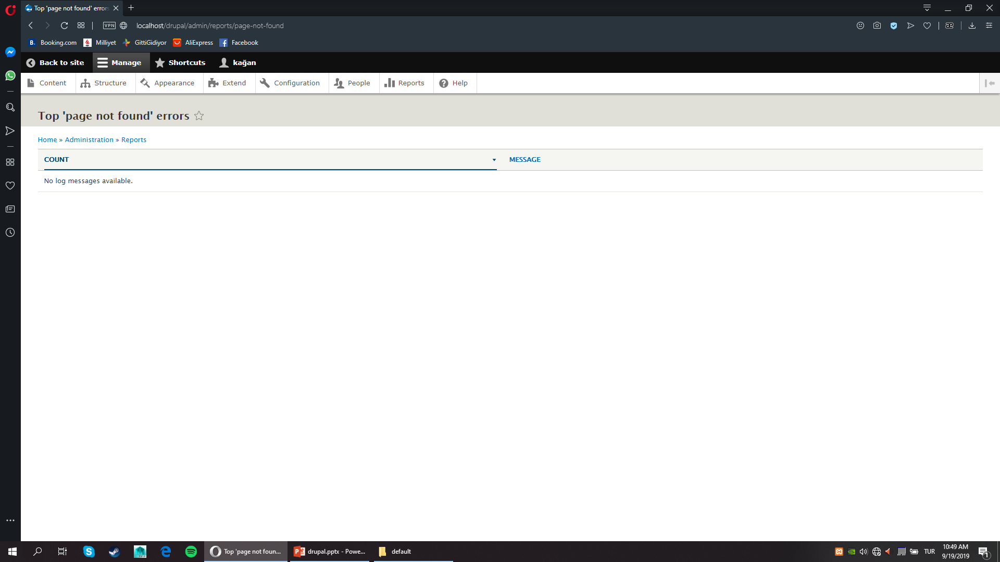 Top 'page not found' errors
VPN
localhost/drupal/admin/reports/page-not-found
B. Booking.com Milliyet GittiGidiyor AliExpress Facebook
Back to site Manage Shortcuts kağan
Content Structure Appearance Extend Configuration People Reports Help
Top 'page not found' errors
Home » Administration » Reports
COUNT MESSAGE
No log messages available.
Top 'page not foun... drupal.pptx - Powe... default
TUR
10:49 AM
9/19/2019
1